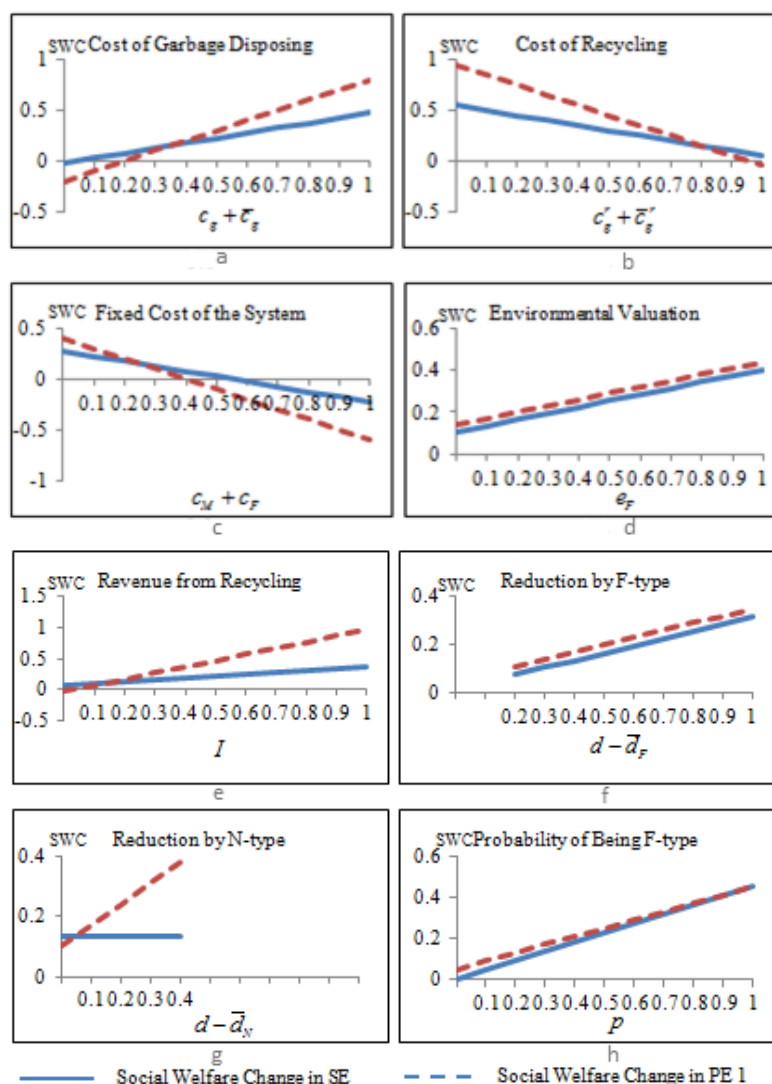 SWC Cost of Garbage Disposing
1
0.5
0
-0.5
0.1 0.2 0.3 0.4 0.5 0.6 0.7 0.8 0.9 1
c_g + c̄_g
a
SWC Cost of Recycling
1
0.5
0
-0.5
0.1 0.2 0.3 0.4 0.5 0.6 0.7 0.8 0.9 1
c_g^r + c̄_g^r
b
SWC Fixed Cost of the System
0.5
0
-0.5
-1
0.1 0.2 0.3 0.4 0.5 0.6 0.7 0.8 0.9 1
c_M + c_F
c
SWC Environmental Valuation
0.6
0.4
0.2
0
0.1 0.2 0.3 0.4 0.5 0.6 0.7 0.8 0.9 1
e_F
d
SWC Revenue from Recycling
1.5
1
0.5
0
-0.5
0.1 0.2 0.3 0.4 0.5 0.6 0.7 0.8 0.9 1
I
e
SWC Reduction by F-type
0.4
0.2
0
0.2 0.3 0.4 0.5 0.6 0.7 0.8 0.9 1
d − d̄_F
f
SWC Reduction by N-type
0.4
0.2
0
0.1 0.2 0.3 0.4
d − d̄_N
g
SWC Probability of Being F-type
0.6
0.4
0.2
0
0.1 0.2 0.3 0.4 0.5 0.6 0.7 0.8 0.9 1
p
h
Social Welfare Change in SE
Social Welfare Change in PE 1